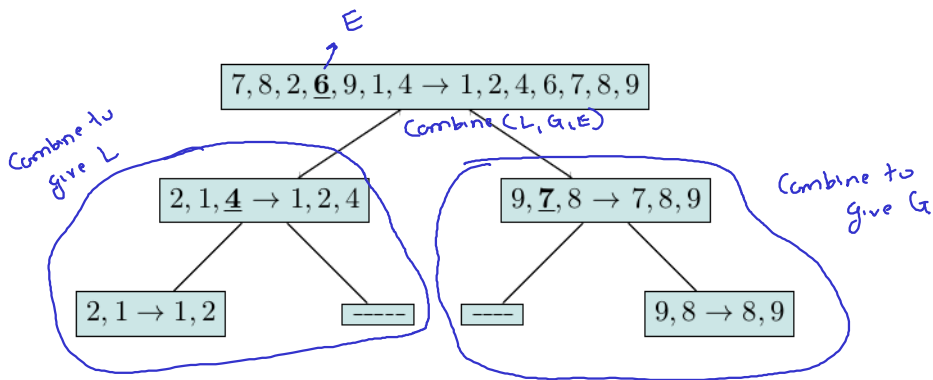 E
7, 8, 2, 6, 9, 1, 4 → 1, 2, 4, 6, 7, 8, 9
Combine (L, G, E)
Combine to
give L
2, 1, 4 → 1, 2, 4
9, 7, 8 → 7, 8, 9
Combine to
give G
2, 1 → 1, 2
-----
----
9, 8 → 8, 9